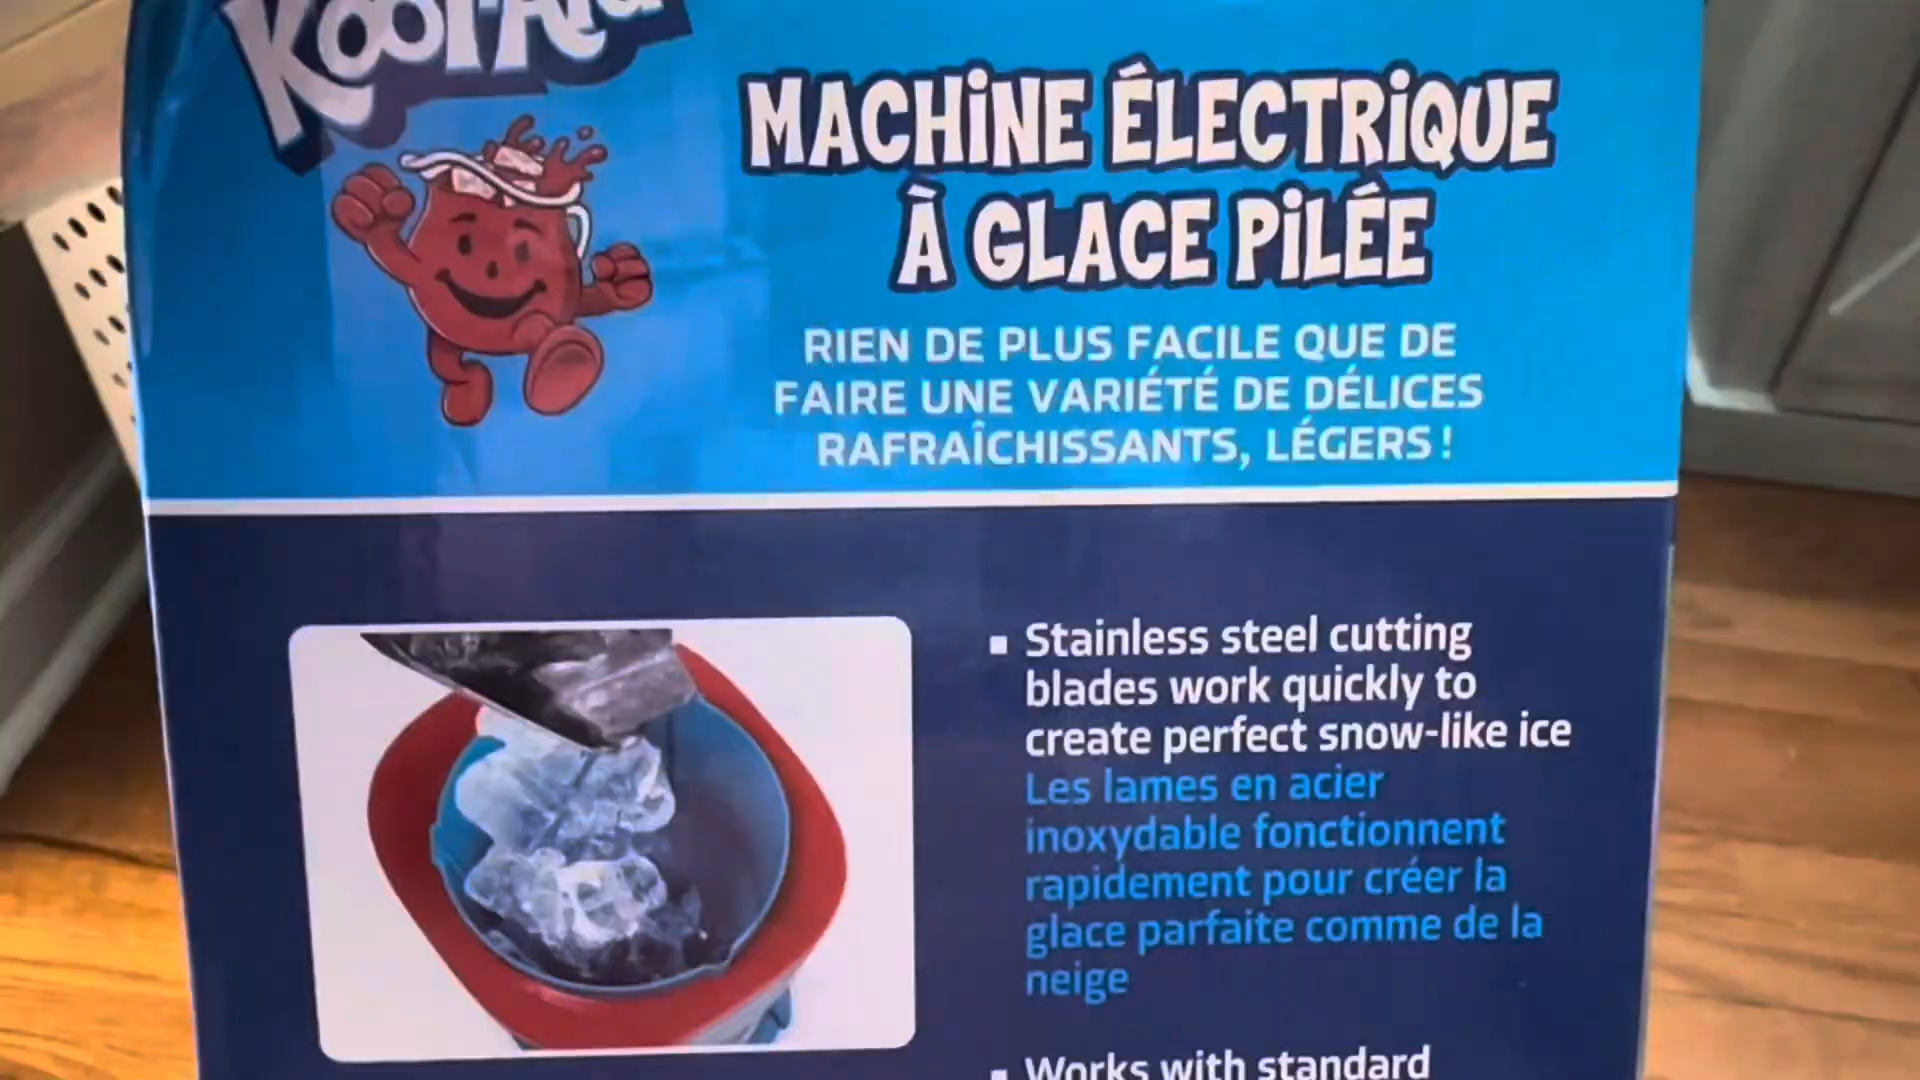 Kool-Aid
MACHINE ÉLECTRIQUE
À GLACE PILÉE
RIEN DE PLUS FACILE QUE DE
FAIRE UNE VARIÉTÉ DE DÉLICES
RAFRAÎCHISSANTS, LÉGERS !
▪ Stainless steel cutting
blades work quickly to
create perfect snow-like ice
Les lames en acier
inoxydable fonctionnent
rapidement pour créer la
glace parfaite comme de la
neige
▪ Works with standard